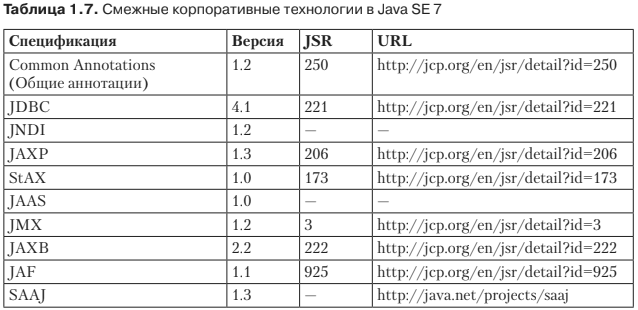 Таблица 1.7. Смежные корпоративные технологии в Java SE 7
Спецификация Версия JSR URL
Common Annotations 1.2 250 http://jcp.org/en/jsr/detail?id=250
(Общие аннотации)
JDBC 4.1 221 http://jcp.org/en/jsr/detail?id=221
JNDI 1.2 — —
JAXP 1.3 206 http://jcp.org/en/jsr/detail?id=206
StAX 1.0 173 http://jcp.org/en/jsr/detail?id=173
JAAS 1.0 — —
JMX 1.2 3 http://jcp.org/en/jsr/detail?id=3
JAXB 2.2 222 http://jcp.org/en/jsr/detail?id=222
JAF 1.1 925 http://jcp.org/en/jsr/detail?id=925
SAAJ 1.3 — http://java.net/projects/saaj